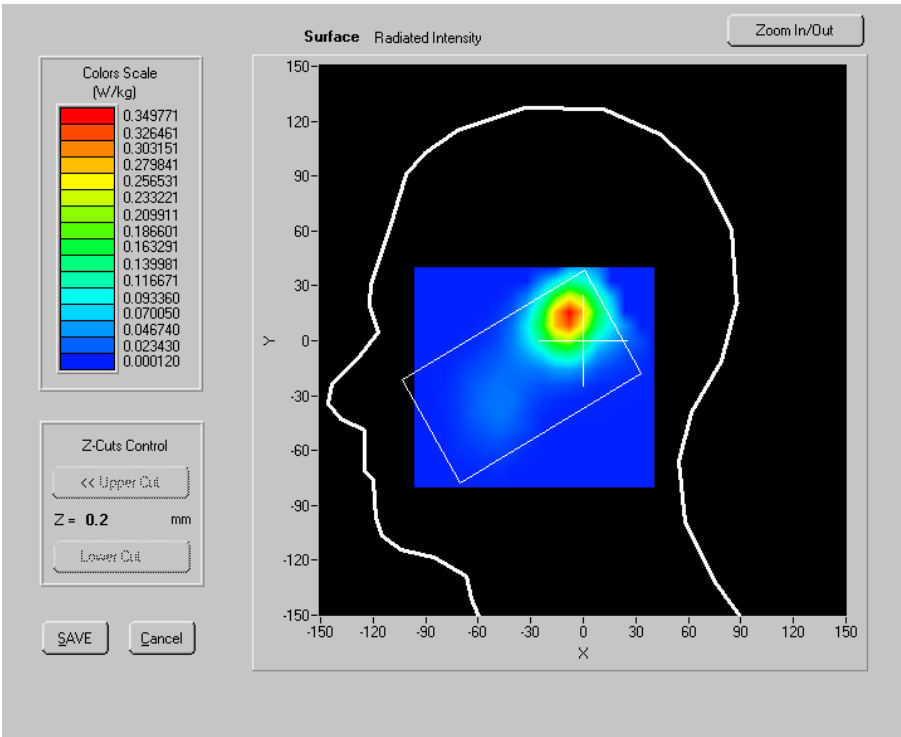 Surface Radiated Intensity
Zoom In/Out
Colors Scale
(W/kg)
0.349771
0.326461
0.303151
0.279841
0.256531
0.233221
0.209911
0.186601
0.163291
0.139981
0.116671
0.093360
0.070050
0.046740
0.023430
0.000120
Z-Cuts Control
<< Upper Cut
Z = 0.2 mm
Lower Cut
SAVE
Cancel
150
120
90
60
30
0
-30
-60
-90
-120
-150
Y
-150 -120 -90 -60 -30 0 30 60 90 120 150
X